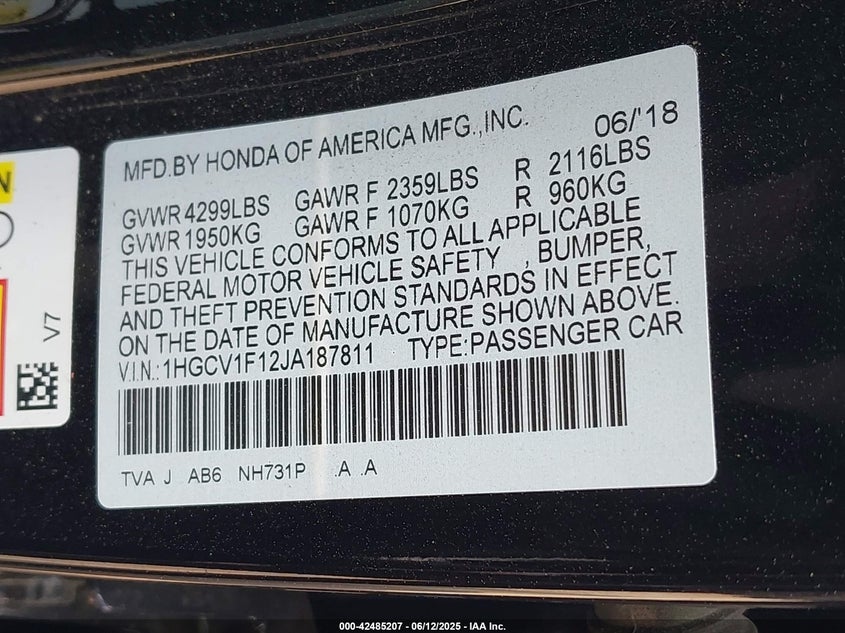 MFD.BY HONDA OF AMERICA MFG.,INC. 06/'18
GVWR 4299LBS GAWR F 2359LBS R 2116LBS
GVWR 1950KG GAWR F 1070KG R 960KG
THIS VEHICLE CONFORMS TO ALL APPLICABLE
FEDERAL MOTOR VEHICLE SAFETY , BUMPER,
AND THEFT PREVENTION STANDARDS IN EFFECT
ON THE DATE OF MANUFACTURE SHOWN ABOVE.
V.I.N.:1HGCV1F12JA187811 TYPE:PASSENGER CAR
TVA J AB6 NH731P .A .A
N
V7
000-42485207 - 06/12/2025 - IAA Inc.